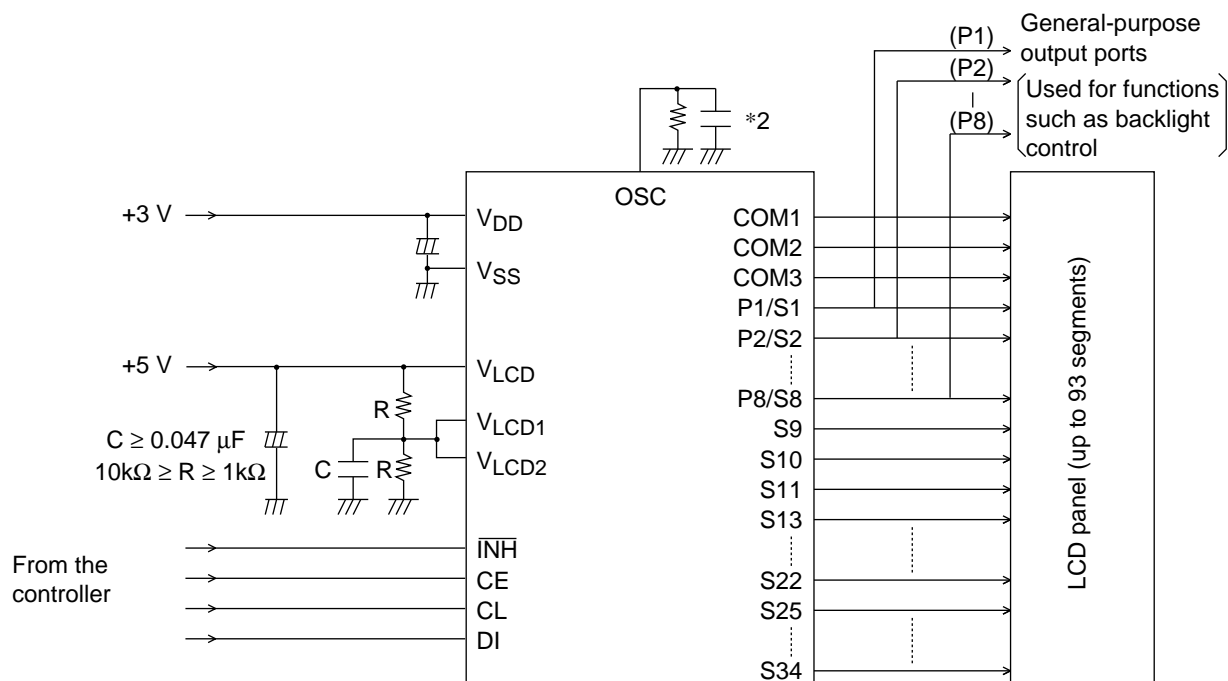 (P1)
General-purpose
output ports
(P2)
(P8)
Used for functions
such as backlight
control
*2
OSC
+3 V
VDD
VSS
+5 V
VLCD
R
VLCD1
VLCD2
C
R
C ≥ 0.047 μF
10kΩ ≥ R ≥ 1kΩ
From the
controller
INH
CE
CL
DI
COM1
COM2
COM3
P1/S1
P2/S2
P8/S8
S9
S10
S11
S13
S22
S25
S34
LCD panel (up to 93 segments)